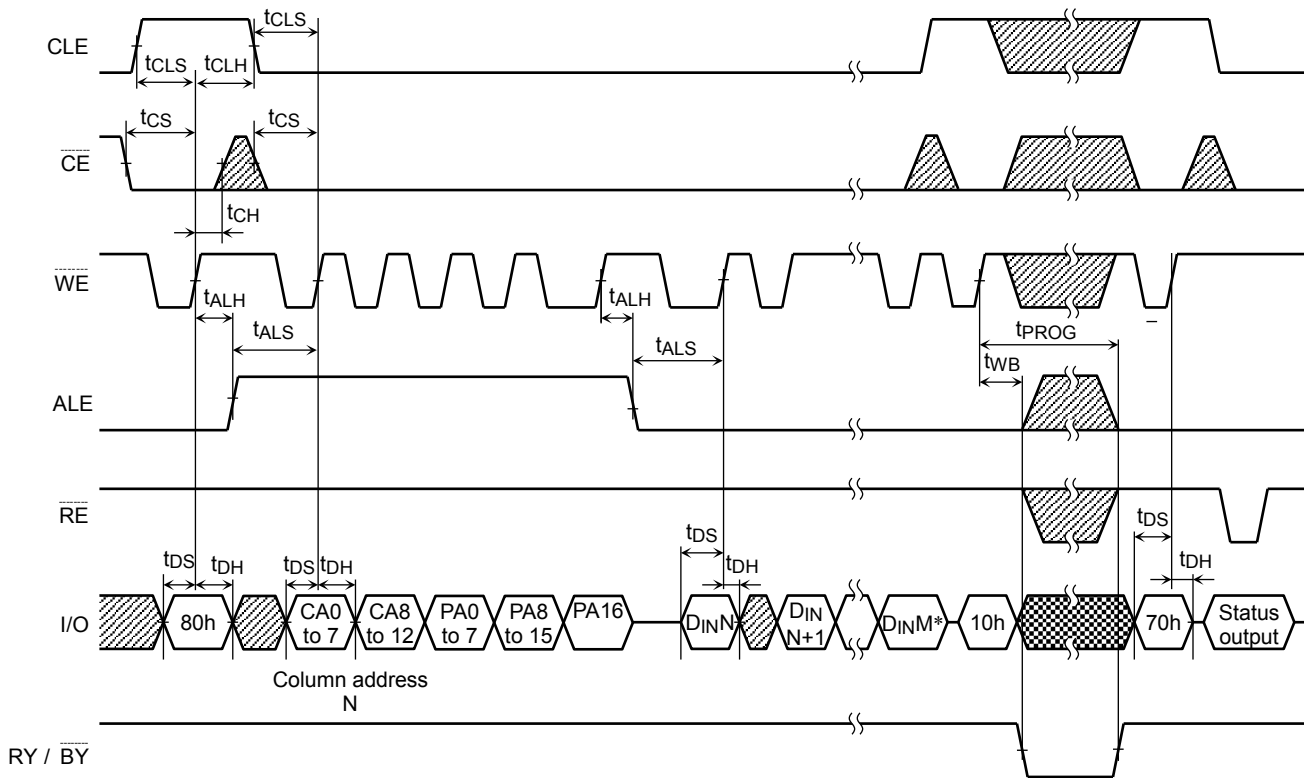 tCLS
CLE
tCLS tCLH
tCS tCS
CE
tCH
WE
tALH tALH
tALS tALS tPROG
tWB
ALE
RE
tDS tDH tDS tDH tDS tDH tDS tDH
I/O 80h CA0 to 7 CA8 to 12 PA0 to 7 PA8 to 15 PA16 DINN DIN N+1 DINM* 10h 70h Status output
Column address
N
RY / BY